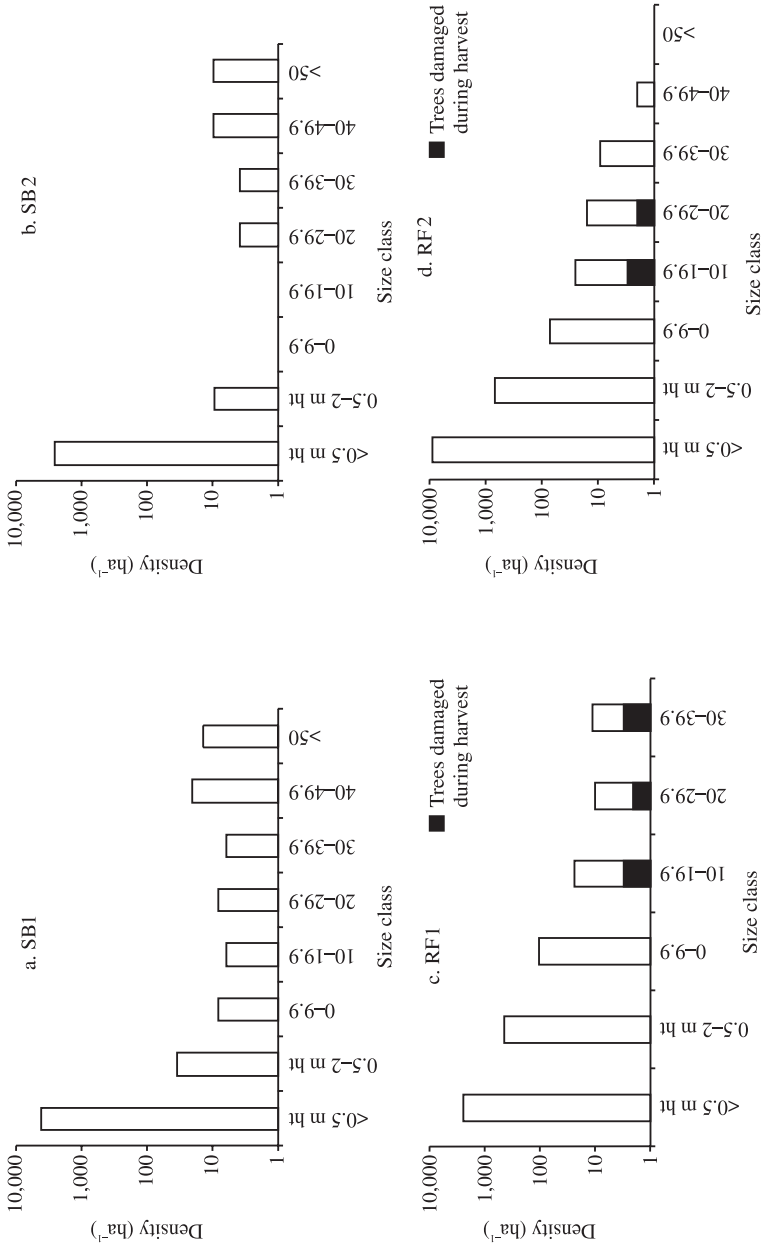 a. SB1
10,000
1,000
100
10
1
Density (ha⁻¹)
<0.5 m ht
0.5–2 m ht
0–9.9
10–19.9
20–29.9
30–39.9
40–49.9
>50
Size class
b. SB2
10,000
1,000
100
10
1
Density (ha⁻¹)
<0.5 m ht
0.5–2 m ht
0–9.9
10–19.9
20–29.9
30–39.9
40–49.9
>50
Size class
c. RF1
Trees damaged
during harvest
10,000
1,000
100
10
1
Density (ha⁻¹)
<0.5 m ht
0.5–2 m ht
0–9.9
10–19.9
20–29.9
30–39.9
Size class
d. RF2
Trees damaged
during harvest
10,000
1,000
100
10
1
Density (ha⁻¹)
<0.5 m ht
0.5–2 m ht
0–9.9
10–19.9
20–29.9
30–39.9
40–49.9
>50
Size class